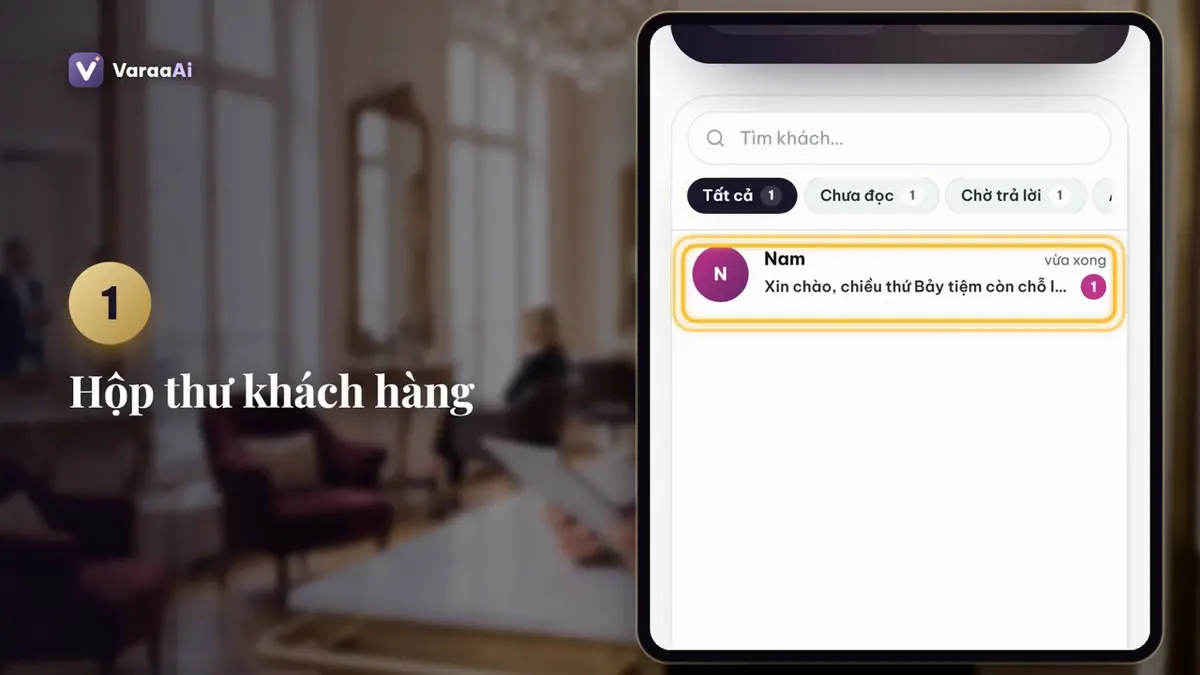 VaraaAi
1
Hộp thư khách hàng
Tìm khách...
Tất cả 1
Chưa đọc 1
Chờ trả lời 1
N
Nam
vừa xong
Xin chào, chiều thứ Bảy tiệm còn chỗ l...
1